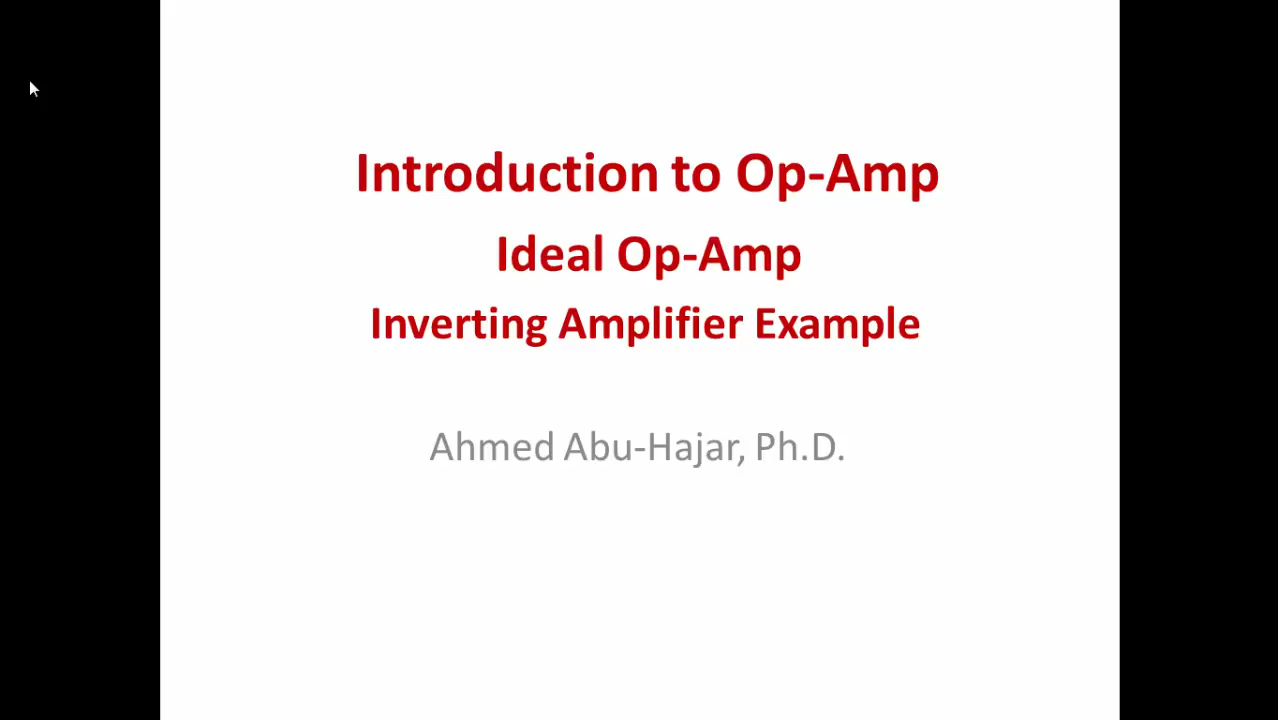 Introduction to Op-Amp
Ideal Op-Amp
Inverting Amplifier Example
Ahmed Abu-Hajar, Ph.D.